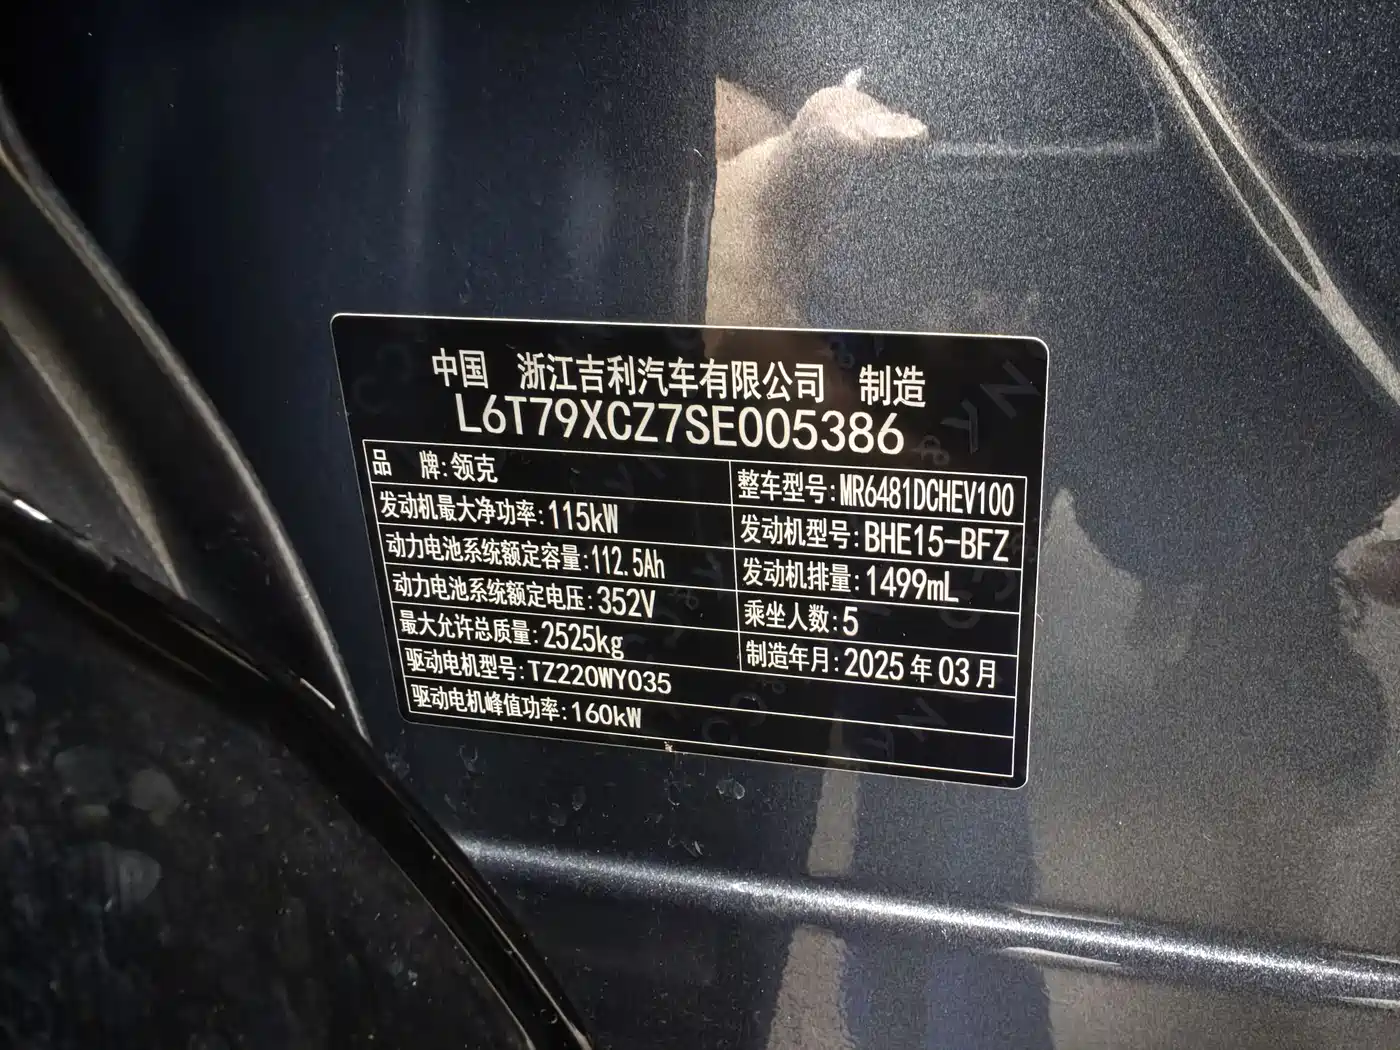 中国 浙江吉利汽车有限公司 制造
L6T79XCZ7SE005386
品 牌:领克
整车型号:MR6481DCHEV100
发动机最大净功率:115kW
发动机型号:BHE15-BFZ
动力电池系统额定容量:112.5Ah
发动机排量:1499mL
动力电池系统额定电压:352V
乘坐人数:5
最大允许总质量:2525kg
制造年月:2025年03月
驱动电机型号:TZ220WY035
驱动电机峰值功率:160kW